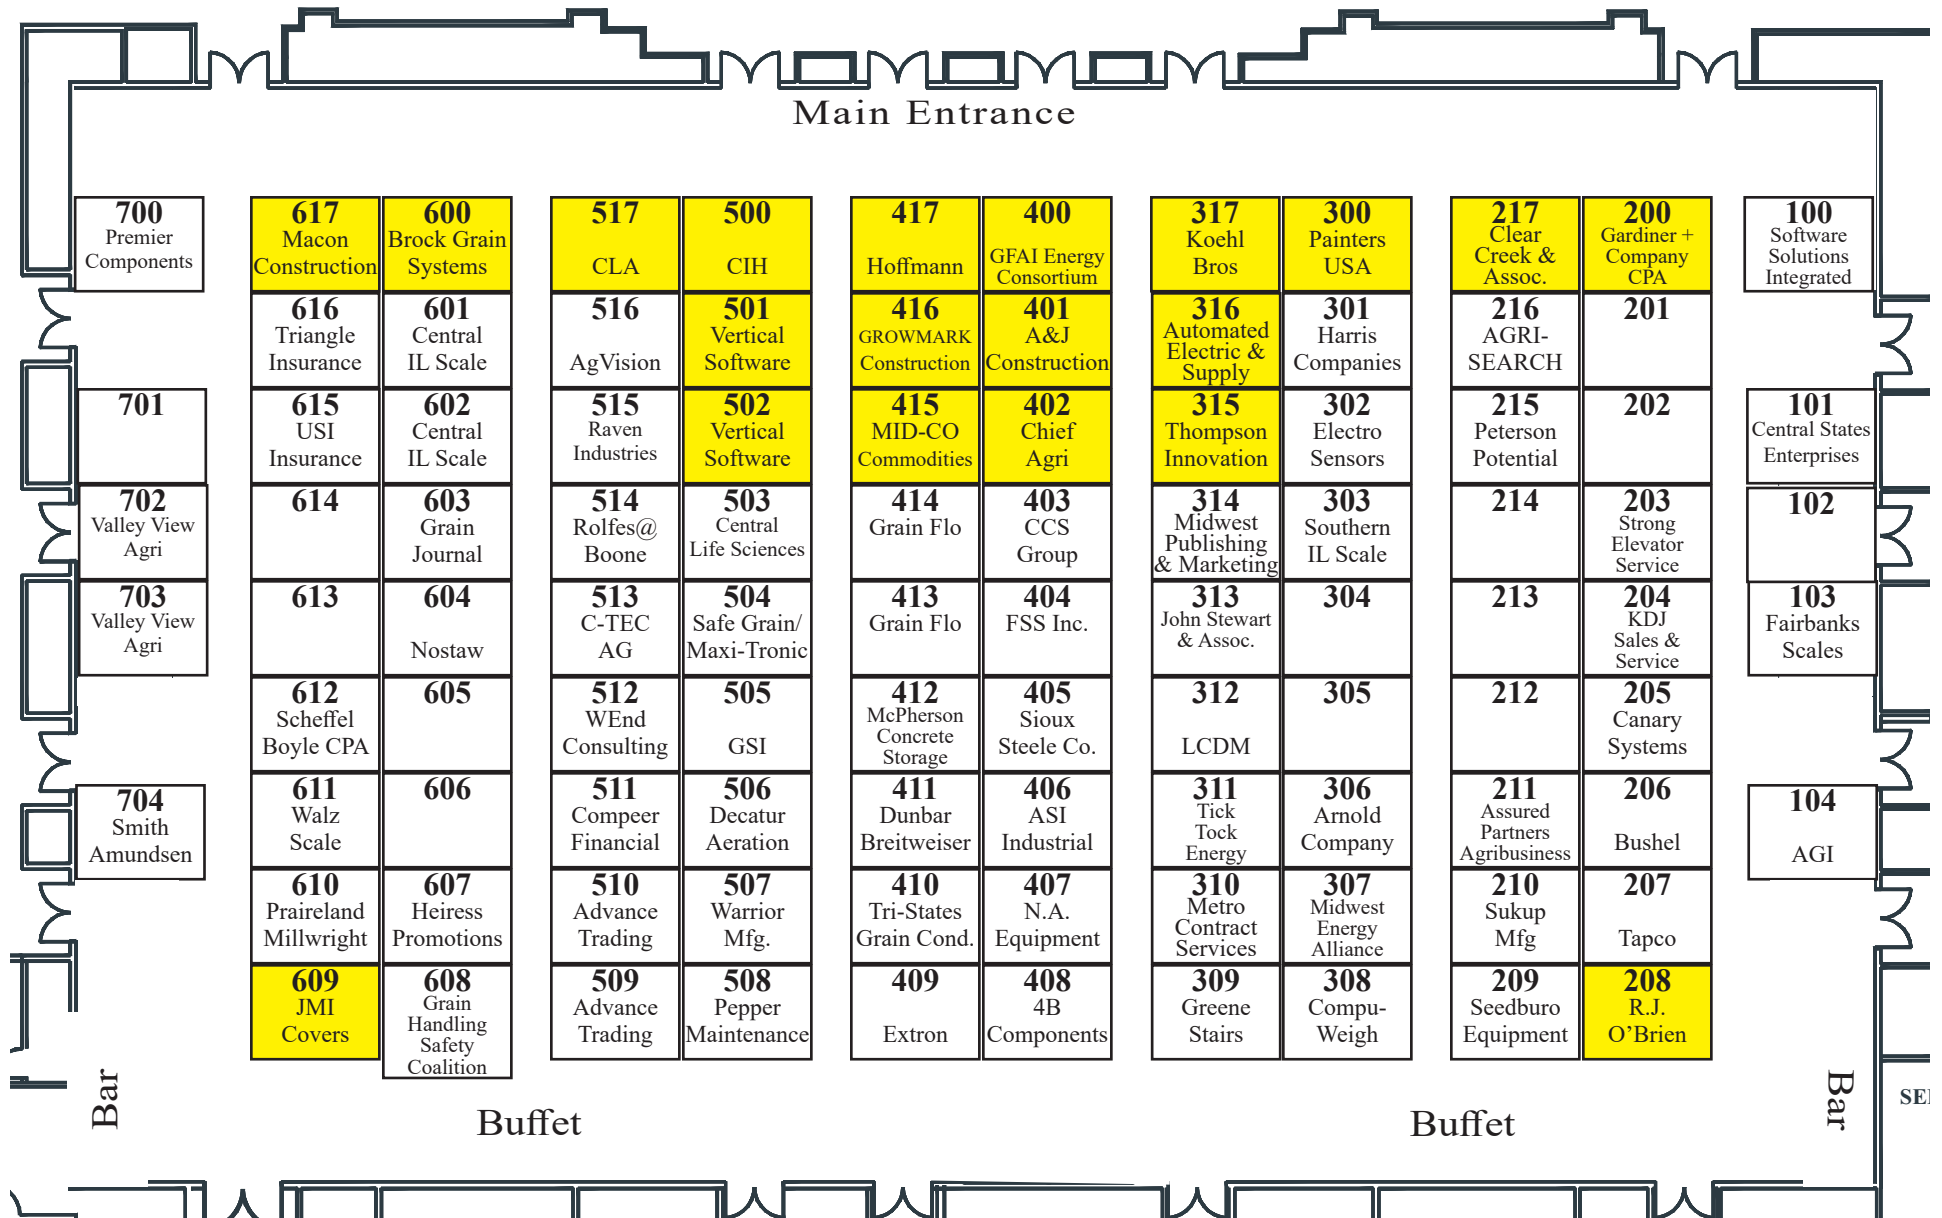 Main Entrance
700
Premier
Components
617
Macon
Construction
600
Brock Grain
Systems
517
CLA
500
CIH
417
Hoffmann
400
GFAI Energy
Consortium
317
Koehl
Bros
300
Painters
USA
217
Clear
Creek &
Assoc.
200
Gardiner +
Company
CPA
100
Software
Solutions
Integrated
616
Triangle
Insurance
601
Central
IL Scale
516
AgVision
501
Vertical
Software
416
GROWMARK
Construction
401
A&J
Construction
316
Automated
Electric &
Supply
301
Harris
Companies
216
AGRI-
SEARCH
201
701
615
USI
Insurance
602
Central
IL Scale
515
Raven
Industries
502
Vertical
Software
415
MID-CO
Commodities
402
Chief
Agri
315
Thompson
Innovation
302
Electro
Sensors
215
Peterson
Potential
202
101
Central States
Enterprises
702
Valley View
Agri
614
603
Grain
Journal
514
Rolfes@
Boone
503
Central
Life Sciences
414
Grain Flo
403
CCS
Group
314
Midwest
Publishing
& Marketing
303
Southern
IL Scale
214
203
Strong
Elevator
Service
102
703
Valley View
Agri
613
604
Nostaw
513
C-TEC
AG
504
Safe Grain/
Maxi-Tronic
413
Grain Flo
404
FSS Inc.
313
John Stewart
& Assoc.
304
213
204
KDJ
Sales &
Service
103
Fairbanks
Scales
612
Scheffel
Boyle CPA
605
512
WEnd
Consulting
505
GSI
412
McPherson
Concrete
Storage
405
Sioux
Steele Co.
312
LCDM
305
212
205
Canary
Systems
704
Smith
Amundsen
611
Walz
Scale
606
511
Compeer
Financial
506
Decatur
Aeration
411
Dunbar
Breitweiser
406
ASI
Industrial
311
Tick
Tock
Energy
306
Arnold
Company
211
Assured
Partners
Agribusiness
206
Bushel
104
AGI
610
Praireland
Millwright
607
Heiress
Promotions
510
Advance
Trading
507
Warrior
Mfg.
410
Tri-States
Grain Cond.
407
N.A.
Equipment
310
Metro
Contract
Services
307
Midwest
Energy
Alliance
210
Sukup
Mfg
207
Tapco
609
JMI
Covers
608
Grain
Handling
Safety
Coalition
509
Advance
Trading
508
Pepper
Maintenance
409
Extron
408
4B
Components
309
Greene
Stairs
308
Compu-
Weigh
209
Seedburo
Equipment
208
R.J.
O’Brien
Bar
Buffet
Buffet
Bar